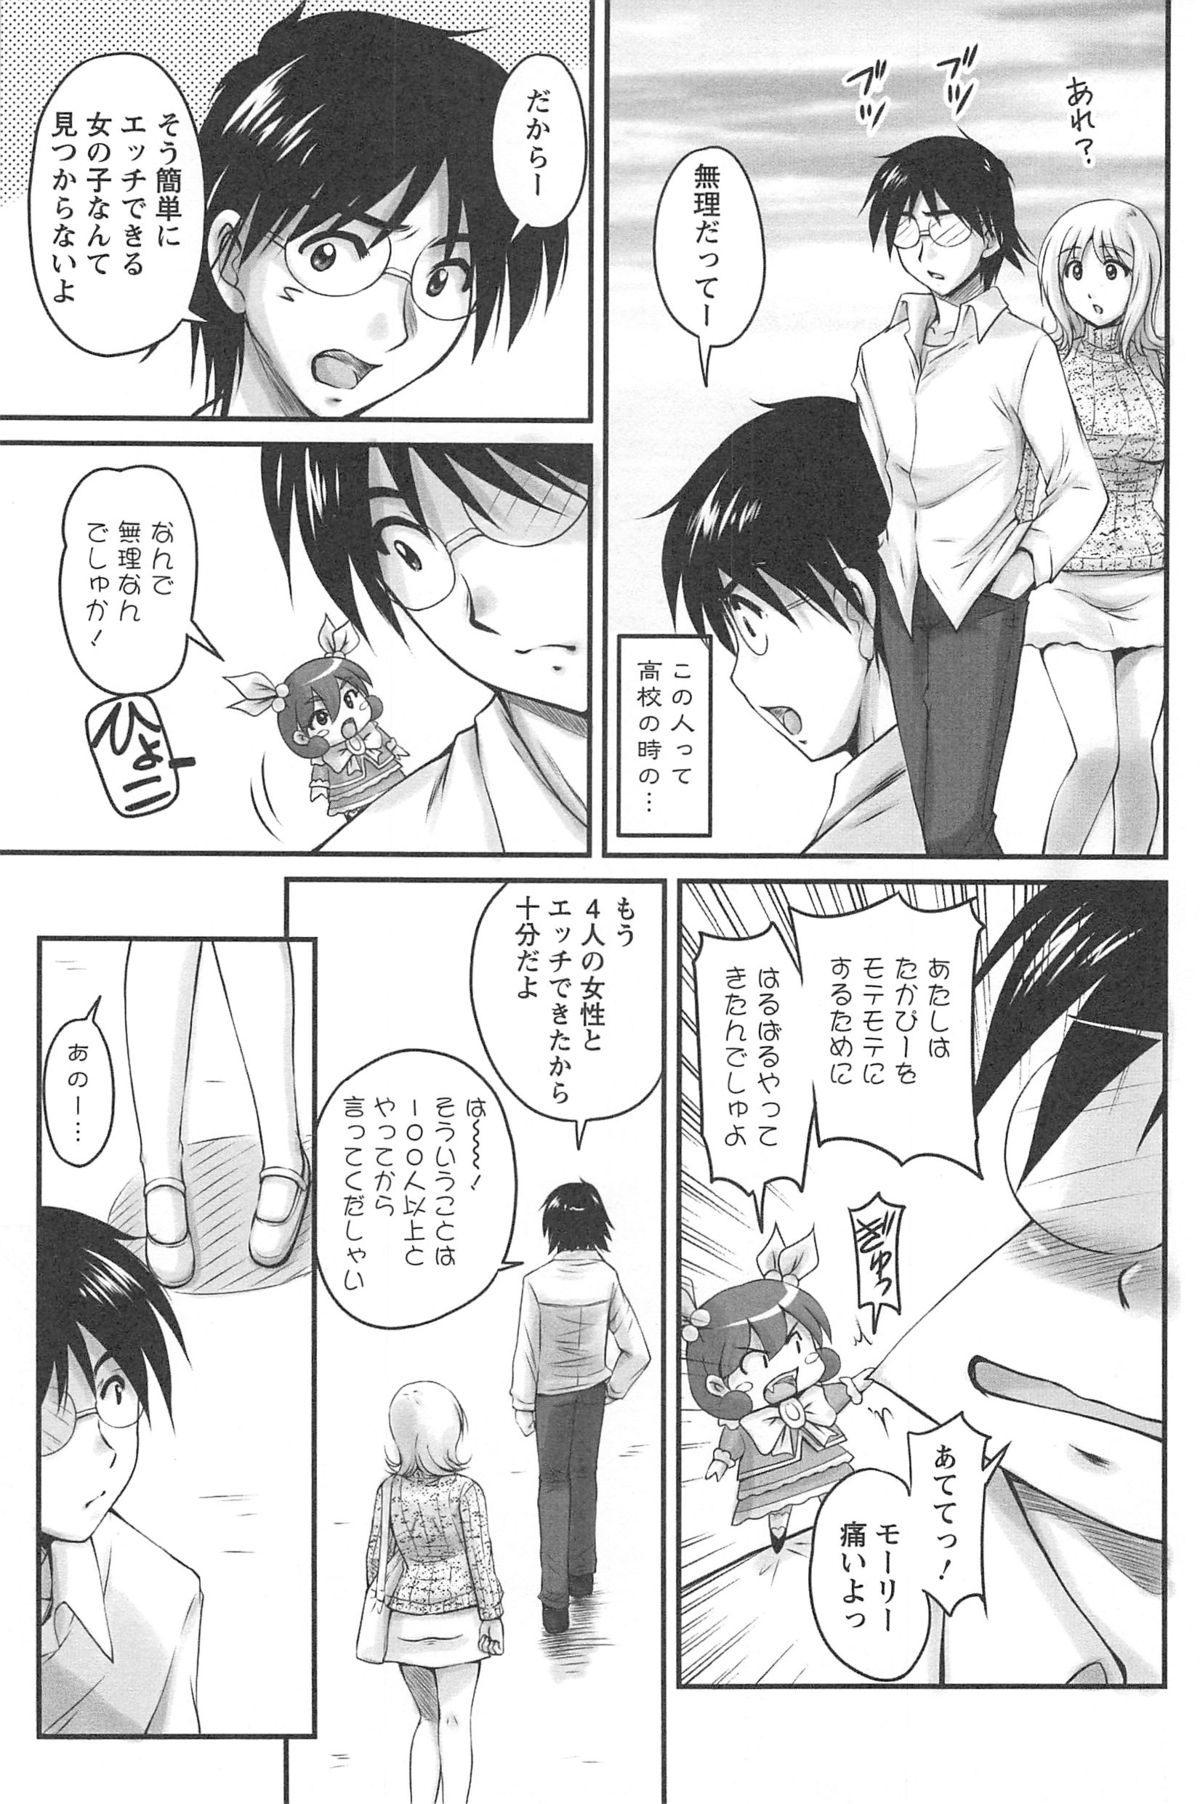 あれ?
ブツ
ブツ
無理だってー
この人って
高校の時の…
だからー
そう簡単に
エッチできる
女の子なんて
見つからないよ
なんで
無理なん
でしゅか!
ひょこ
あたしは
たかぴーを
モテモテに
するために
はるばるやって
きたんでしゅよ
ぎゅっ
あててっ!
モーリー
痛いよっ
もう
4人の女性と
エッチできたから
十分だよ
は~~~!
そういうことは
100人以上と
やってから
言ってくだしゃい
あのー…